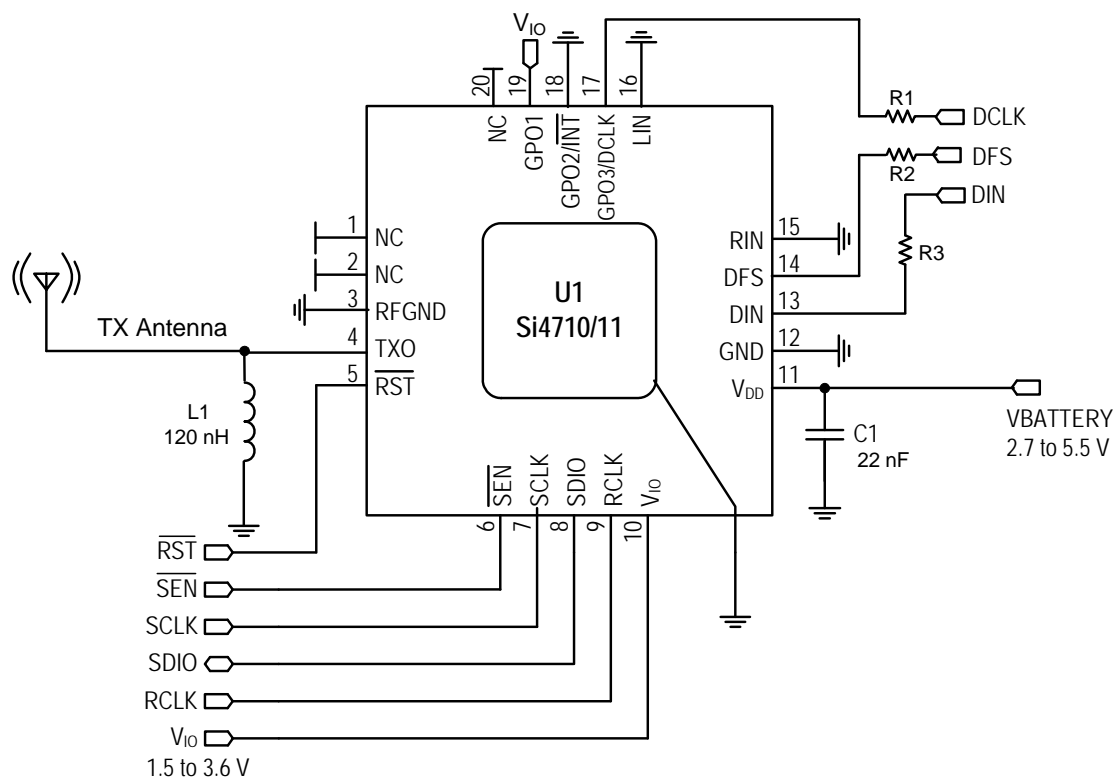 VIO
20
19
18
17
16
NC
GPO1
GPO2/INT
GPO3/DCLK
LIN
R1
DCLK
DFS
R2
DIN
R3
1
NC
2
NC
3
RFGND
4
TXO
5
RST
TX Antenna
L1
120 nH
U1
Si4710/11
RIN
15
DFS
14
DIN
13
GND
12
VDD
11
C1
22 nF
VBATTERY
2.7 to 5.5 V
SEN
SCLK
SDIO
RCLK
VIO
6
7
8
9
10
RST
SEN
SCLK
SDIO
RCLK
VIO
1.5 to 3.6 V